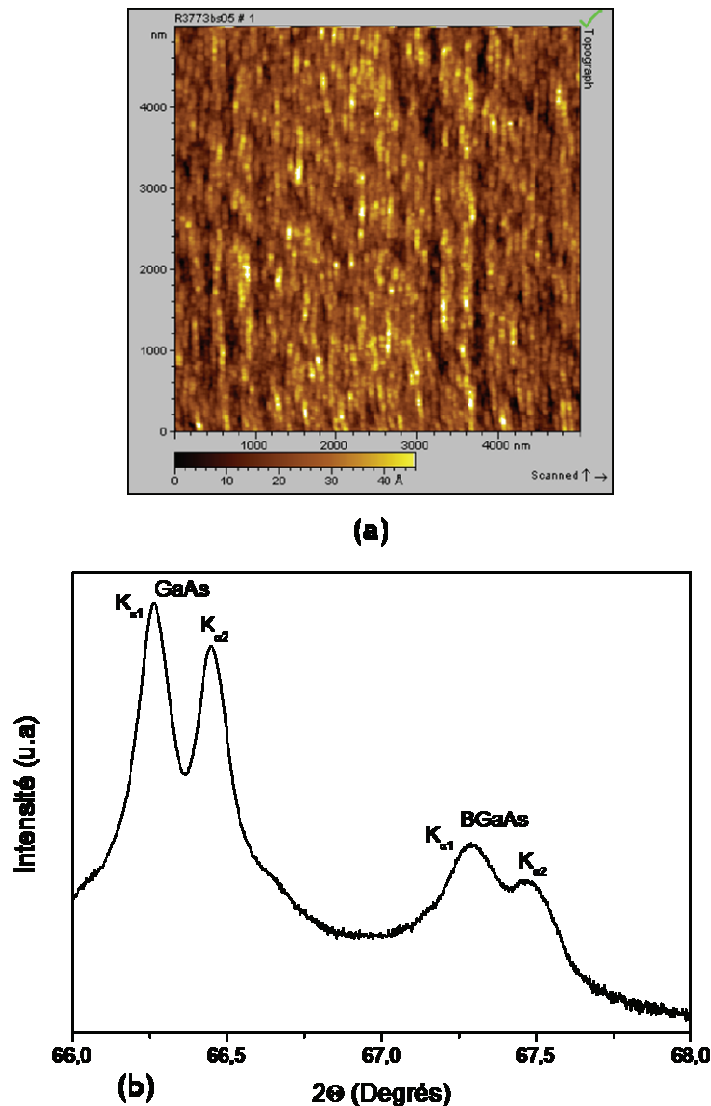 R3773bs05 # 1
Topograph
nm
4000
3000
2000
1000
0
1000 2000 3000 4000 nm
0 10 20 30 40 Å
Scanned ↑ →
(a)
GaAs
Kα1
Kα2
BGaAs
Kα1
Kα2
Intensité (u.a)
66,0 66,5 67,0 67,5 68,0
(b)
2Θ (Degrés)